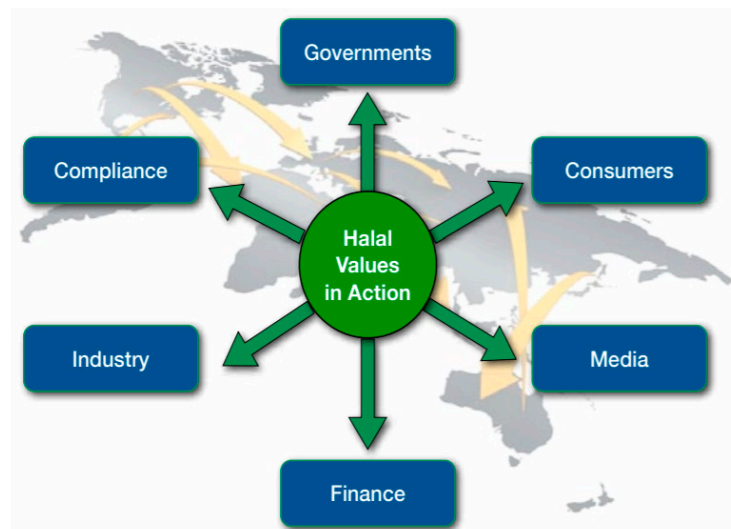 Governments
Compliance
Consumers
Halal
Values
in Action
Industry
Media
Finance